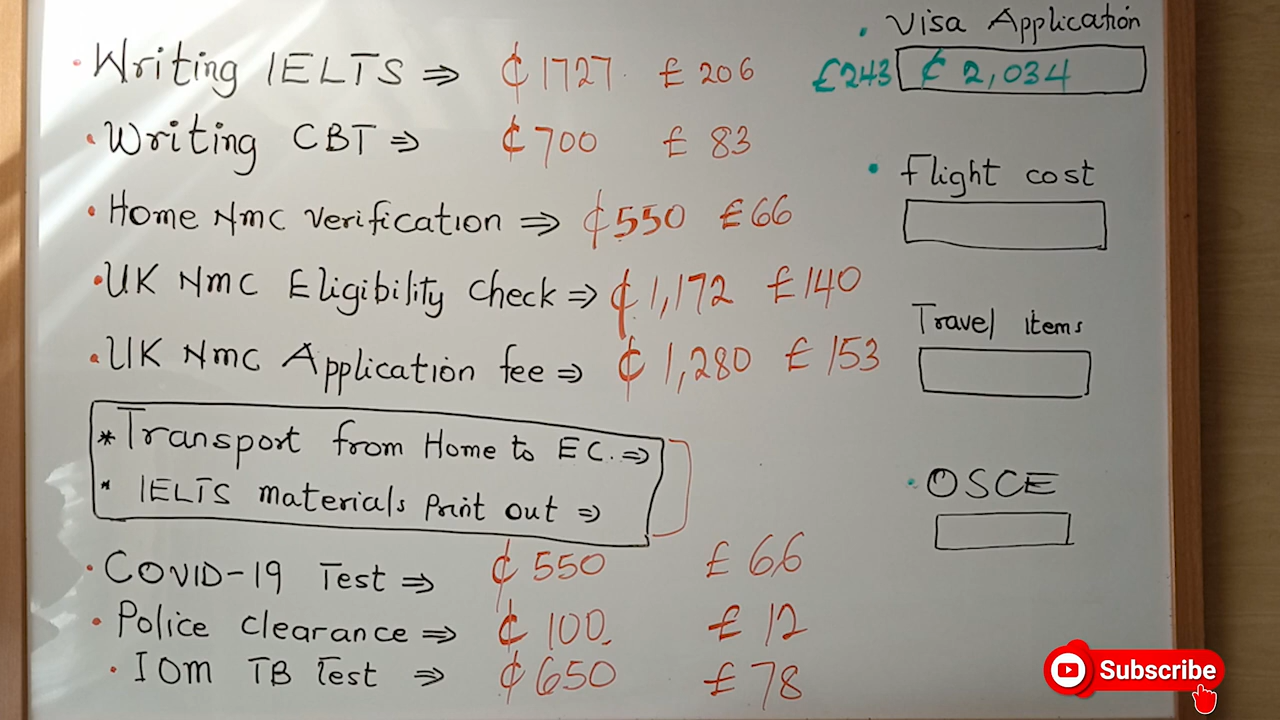 • Writing IELTS ⇒ ₵ 1727 £ 206
• Writing CBT ⇒ ₵ 700 £ 83
• Home NMC verification ⇒ ₵550 £66
• UK NMC Eligibility check ⇒ ₵ 1,172 £140
• UK NMC Application fee ⇒ ₵ 1,280 £ 153
* Transport from Home to EC. ⇒
* IELTS materials Print out ⇒
• COVID-19 Test ⇒ ₵ 550 £ 66
• Police clearance ⇒ ₵ 100 £ 12
• IOM TB Test ⇒ ₵ 650 £ 78
• Visa Application
£243 ₵ 2,034
• flight cost
Travel items
• OSCE
Subscribe